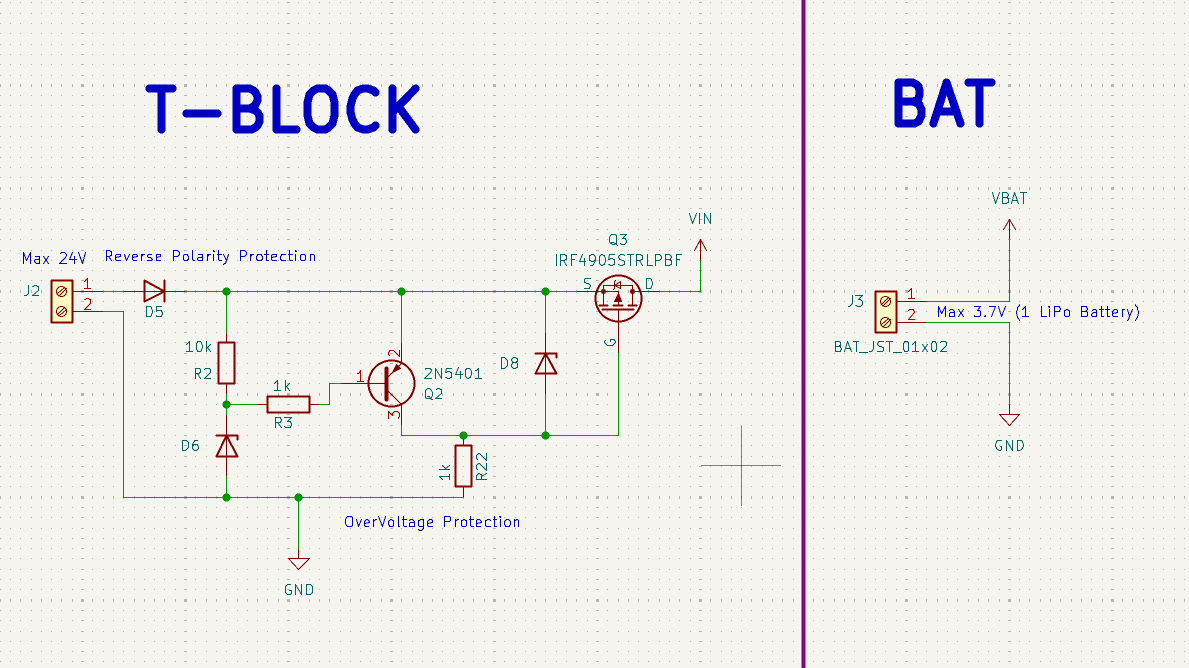 T-BLOCK
BAT
VBAT
VIN
Q3
IRF4905STRLPBF
Max 24V
Reverse Polarity Protection
J2
1
2
D5
S
D
G
J3
1
2
Max 3.7V (1 LiPo Battery)
BAT_JST_01x02
10k
R2
1k
R3
1
2
3
2N5401
Q2
D8
D6
1k
R22
GND
OverVoltage Protection
GND